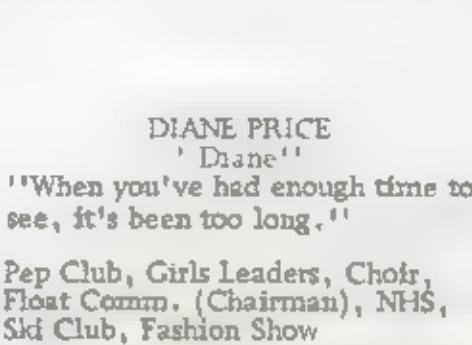 DIANE PRICE
' Diane''
''When you've had enough time to
see, it's been too long.''
Pep Club, Girls Leaders, Choir,
Float Comm. (Chairman), NHS,
Ski Club, Fashion Show